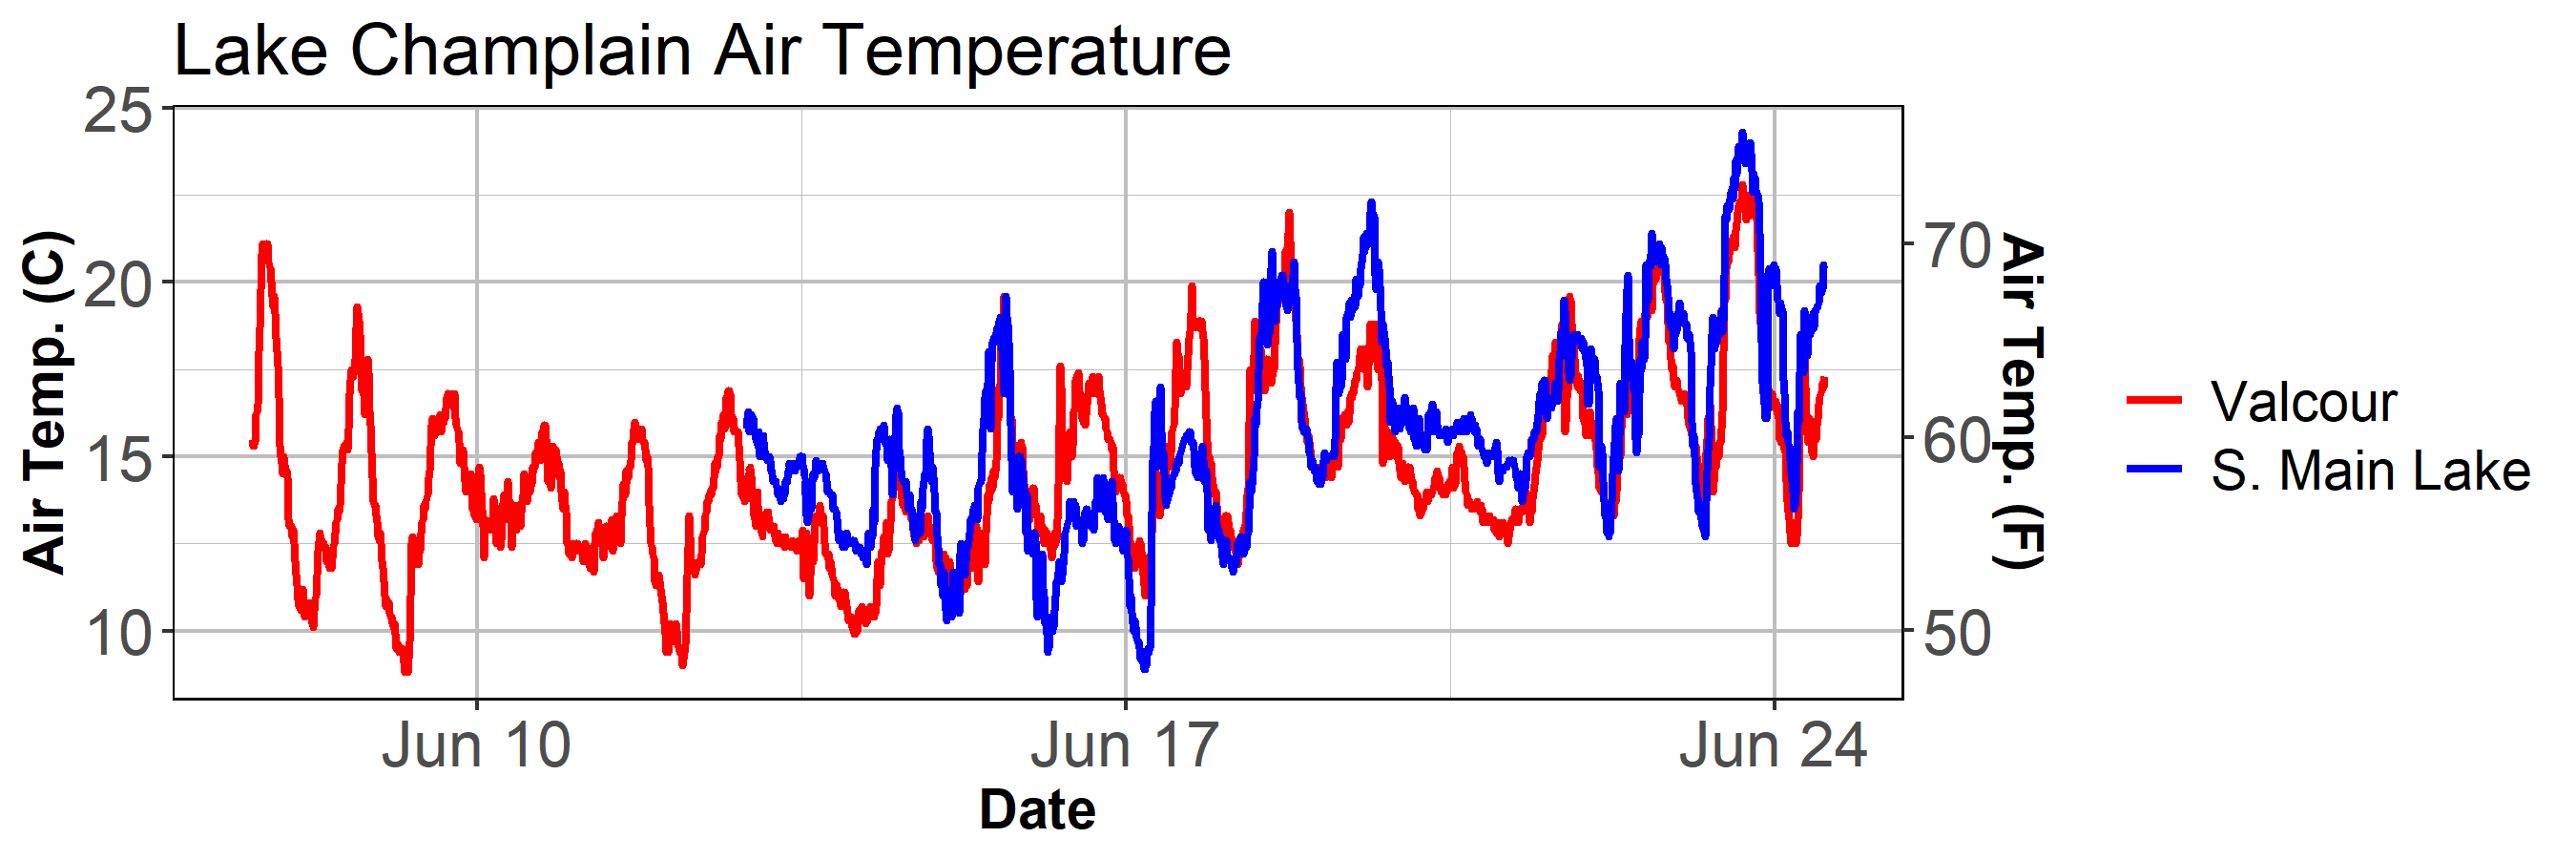 Lake Champlain Air Temperature
25
20
15
10
Air Temp. (C)
70
60
50
Air Temp. (F)
Jun 10
Jun 17
Jun 24
Date
Valcour
S. Main Lake